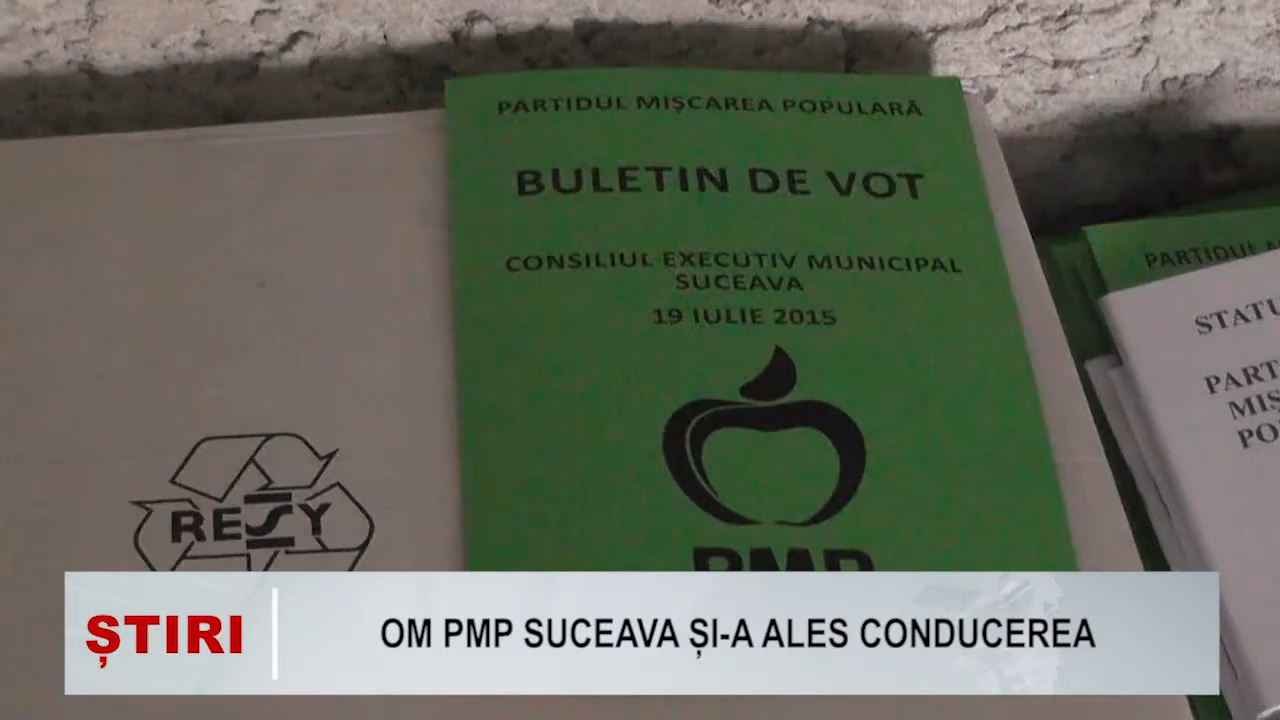 PARTIDUL MIȘCAREA POPULARĂ
BULETIN DE VOT
CONSILIUL EXECUTIV MUNICIPAL
SUCEAVA
19 IULIE 2015
PMP
RESY
PARTIDUL
STATU
PART
MIȘ
PO
ȘTIRI
OM PMP SUCEAVA ȘI-A ALES CONDUCEREA